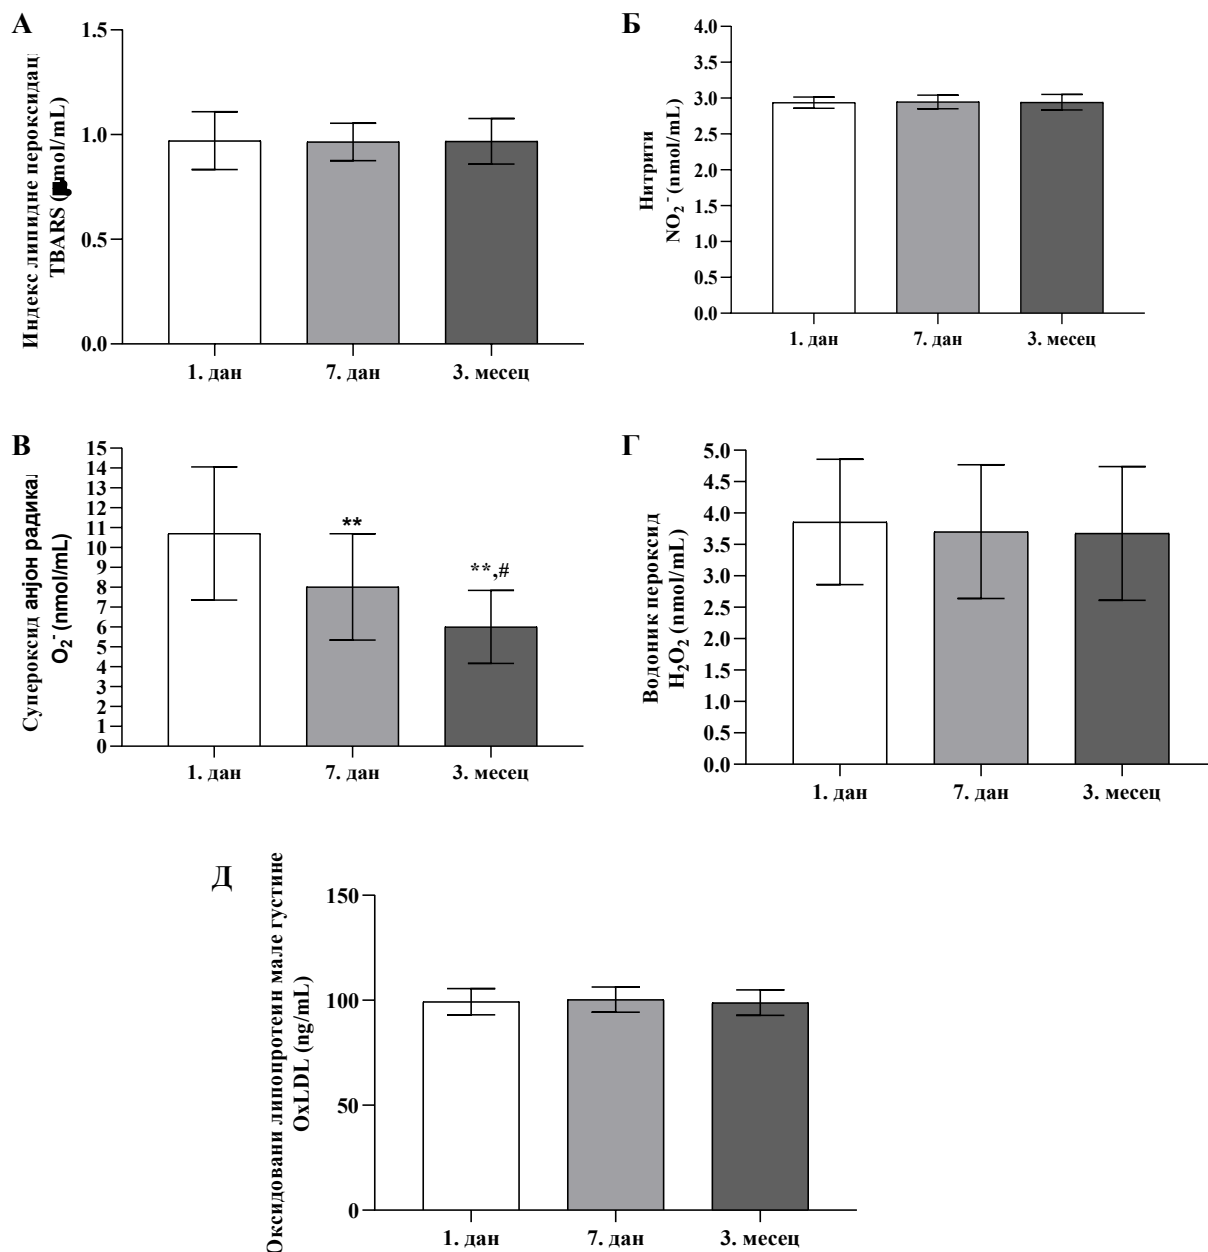 А
Индекс липидне пероксидац
TBARS (mol/mL)
1.5
1.0
0.5
0.0
1. дан
7. дан
3. месец
Б
Нитрити
NO₂⁻ (nmol/mL)
4.0
3.5
3.0
2.5
2.0
1.5
1.0
0.5
0.0
1. дан
7. дан
3. месец
В
Супероксид анјон радика
O₂⁻ (nmol/mL)
15
14
13
12
11
10
9
8
7
6
5
4
3
2
1
0
**
**,#
1. дан
7. дан
3. месец
Г
Водоник пероксид
H₂O₂ (nmol/mL)
5.0
4.5
4.0
3.5
3.0
2.5
2.0
1.5
1.0
0.5
0.0
1. дан
7. дан
3. месец
Д
Оксидовани липопротеин мале густине
OxLDL (ng/mL)
150
100
50
0
1. дан
7. дан
3. месец